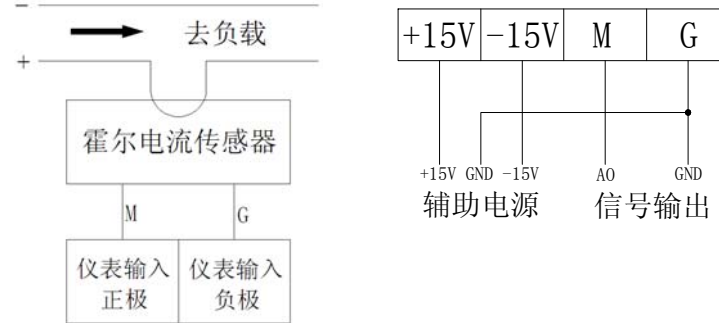 −
去负载
+
霍尔电流传感器
M G
仪表输入 仪表输入
正极 负极
+15V -15V M G
+15V GND -15V AO GND
辅助电源 信号输出